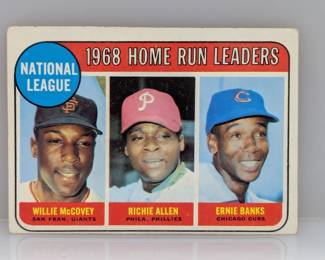 1968 HOME RUN LEADERS
NATIONAL
LEAGUE
SF
P
C
WILLIE McCOVEY
SAN FRAN. GIANTS
RICHIE ALLEN
PHILA. PHILLIES
ERNIE BANKS
CHICAGO CUBS